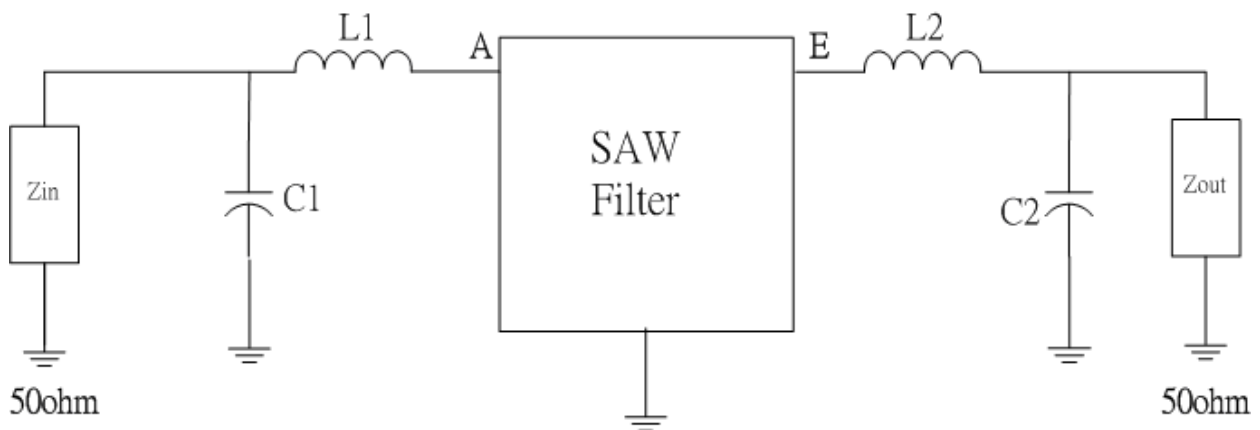 L1
A
E
L2
SAW
Filter
Zin
C1
C2
Zout
50ohm
50ohm